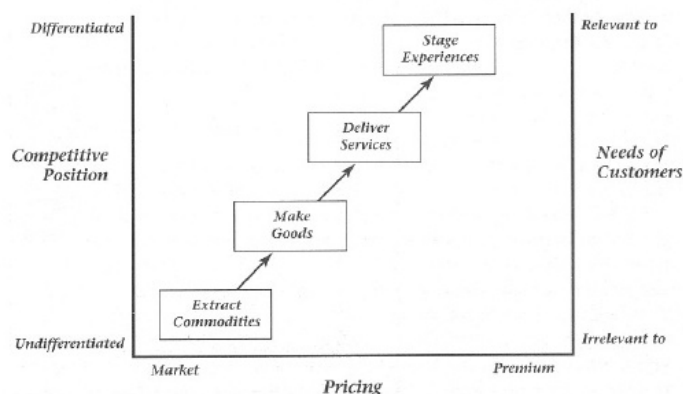 Differentiated
Relevant to
Stage
Experiences
Deliver
Services
Competitive
Position
Needs of
Customers
Make
Goods
Extract
Commodities
Undifferentiated
Irrelevant to
Market
Premium
Pricing